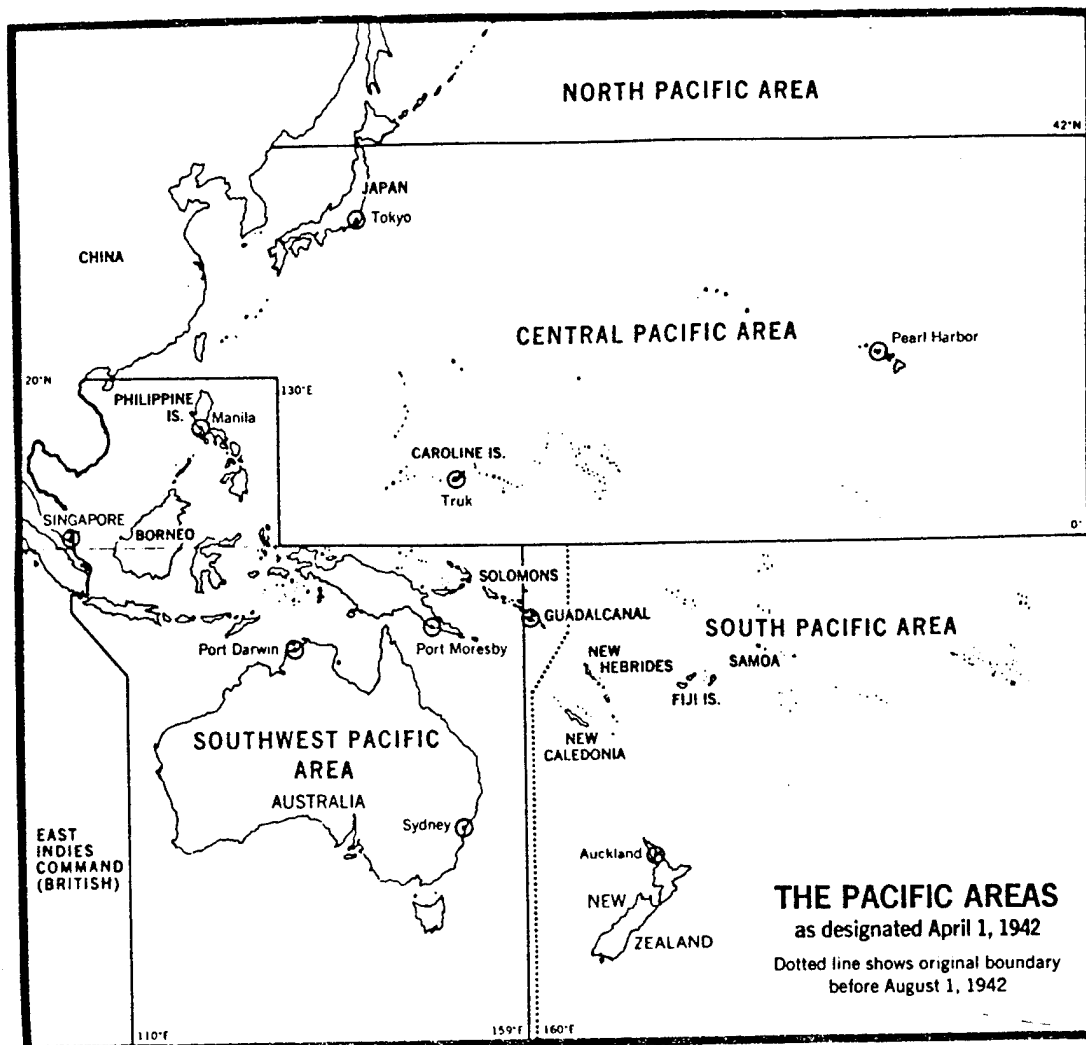 NORTH PACIFIC AREA
42°N
JAPAN
Tokyo
CHINA
CENTRAL PACIFIC AREA
Pearl Harbor
20°N
130°E
PHILIPPINE
IS.
Manila
CAROLINE IS.
Truk
SINGAPORE
BORNEO
0°
SOLOMONS
GUADALCANAL
SOUTH PACIFIC AREA
Port Darwin
Port Moresby
NEW
HEBRIDES
SAMOA
FIJI IS.
NEW
CALEDONIA
SOUTHWEST PACIFIC
AREA
AUSTRALIA
Sydney
EAST
INDIES
COMMAND
(BRITISH)
Auckland
NEW
ZEALAND
THE PACIFIC AREAS
as designated April 1, 1942
Dotted line shows original boundary
before August 1, 1942
110°E
159°E
160°E